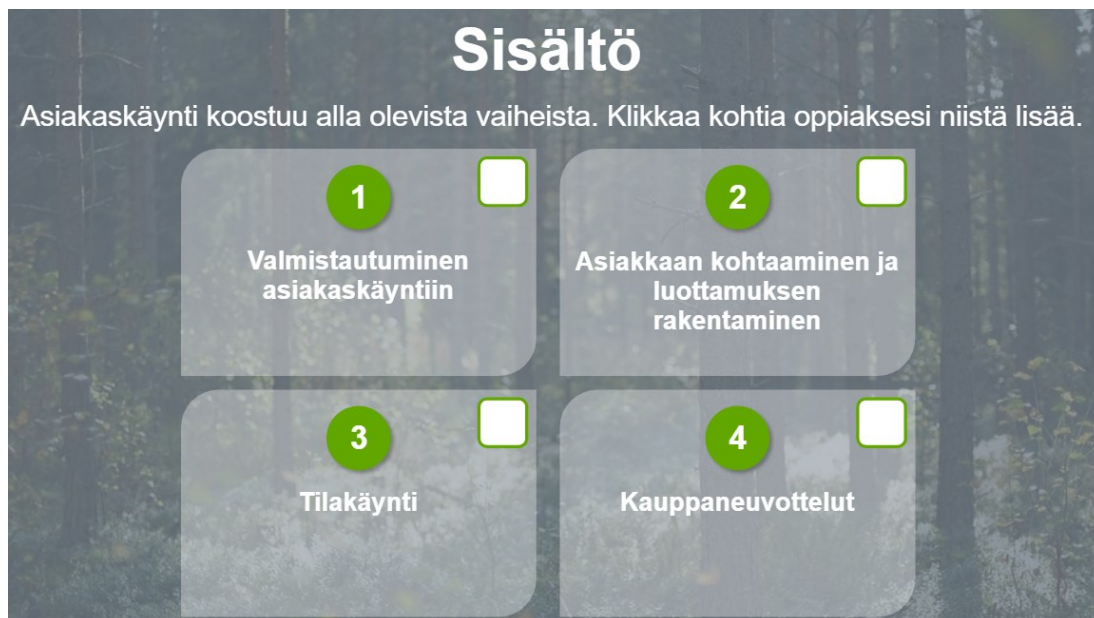 Sisältö
Asiakaskäynti koostuu alla olevista vaiheista. Klikkaa kohtia oppiaksesi niistä lisää.
1
Valmistautuminen
asiakaskäyntiin
2
Asiakkaan kohtaaminen ja
luottamuksen
rakentaminen
3
Tilakäynti
4
Kauppaneuvottelut